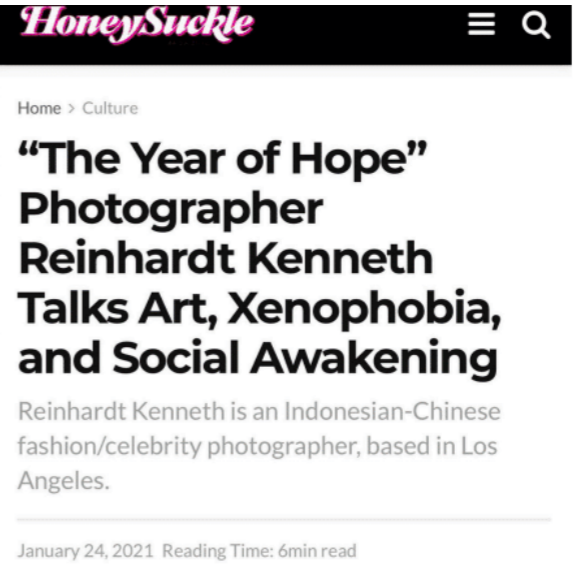 HoneySuckle
Home > Culture
“The Year of Hope”
Photographer
Reinhardt Kenneth
Talks Art, Xenophobia,
and Social Awakening
Reinhardt Kenneth is an Indonesian-Chinese
fashion/celebrity photographer, based in Los
Angeles.
January 24, 2021 Reading Time: 6min read